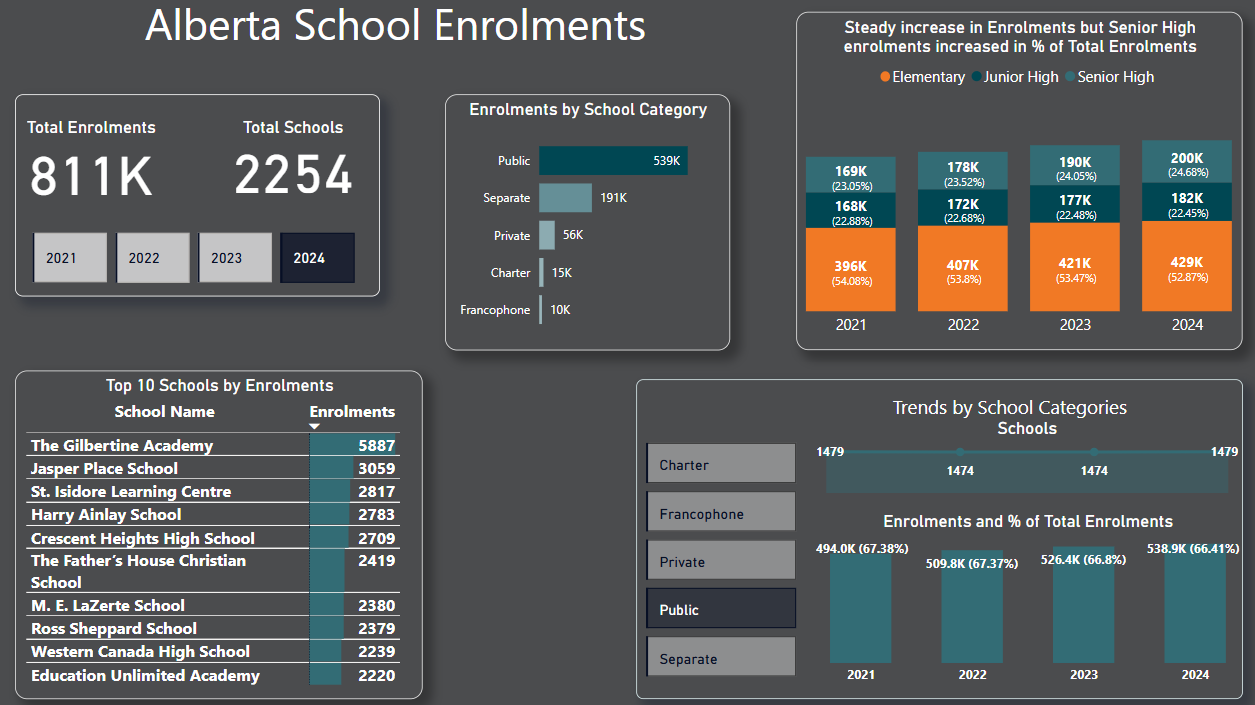 Alberta School Enrolments
Total Enrolments
Total Schools
811K
2254
2021
2022
2023
2024
Enrolments by School Category
Public
539K
Separate
191K
Private
56K
Charter
15K
Francophone
10K
Steady increase in Enrolments but Senior High
enrolments increased in % of Total Enrolments
Elementary
Junior High
Senior High
169K
(23.05%)
168K
(22.88%)
396K
(54.08%)
2021
178K
(23.52%)
172K
(22.68%)
407K
(53.8%)
2022
190K
(24.05%)
177K
(22.48%)
421K
(53.47%)
2023
200K
(24.68%)
182K
(22.45%)
429K
(52.87%)
2024
Top 10 Schools by Enrolments
School Name
Enrolments
The Gilbertine Academy 5887
Jasper Place School 3059
St. Isidore Learning Centre 2817
Harry Ainlay School 2783
Crescent Heights High School 2709
The Father’s House Christian 2419
School
M. E. LaZerte School 2380
Ross Sheppard School 2379
Western Canada High School 2239
Education Unlimited Academy 2220
Charter
Francophone
Private
Public
Separate
Trends by School Categories
Schools
1479
1474
1474
1479
Enrolments and % of Total Enrolments
494.0K (67.38%)
509.8K (67.37%)
526.4K (66.8%)
538.9K (66.41%)
2021
2022
2023
2024